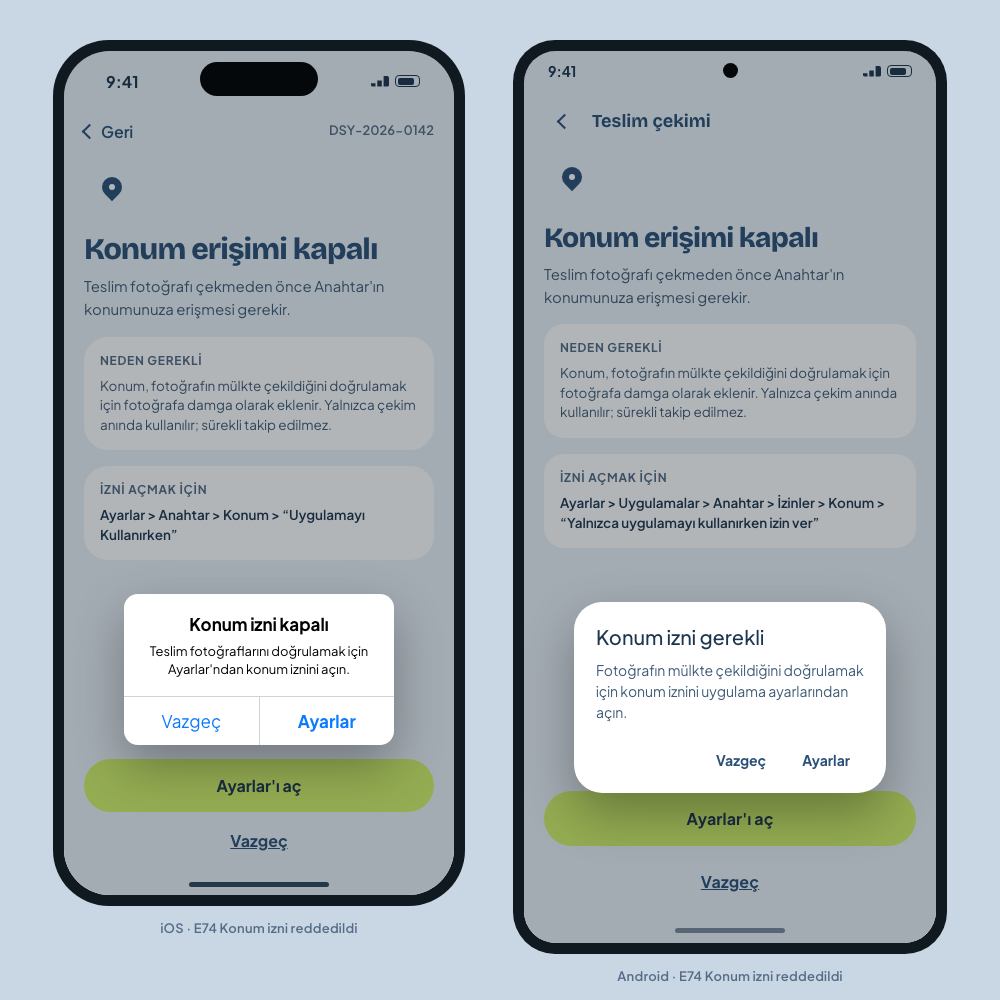 9:41
Geri
DSY-2026-0142
Konum erişimi kapalı
Teslim fotoğrafı çekmeden önce Anahtar'ın
konumunuza erişmesi gerekir.
NEDEN GEREKLİ
Konum, fotoğrafın mülkte çekildiğini doğrulamak
için fotoğrafa damga olarak eklenir. Yalnızca çekim
anında kullanılır; sürekli takip edilmez.
İZNİ AÇMAK İÇİN
Ayarlar > Anahtar > Konum > “Uygulamayı
Kullanırken”
Konum izni kapalı
Teslim fotoğraflarını doğrulamak için
Ayarlar'ndan konum iznini açın.
Vazgeç
Ayarlar
Ayarlar'ı aç
Vazgeç
iOS · E74 Konum izni reddedildi
9:41
Teslim çekimi
Konum erişimi kapalı
Teslim fotoğrafı çekmeden önce Anahtar'ın
konumunuza erişmesi gerekir.
NEDEN GEREKLİ
Konum, fotoğrafın mülkte çekildiğini doğrulamak için
fotoğrafa damga olarak eklenir. Yalnızca çekim anında
kullanılır; sürekli takip edilmez.
İZNİ AÇMAK İÇİN
Ayarlar > Uygulamalar > Anahtar > İzinler > Konum >
“Yalnızca uygulamayı kullanırken izin ver”
Konum izni gerekli
Fotoğrafın mülkte çekildiğini doğrulamak
için konum iznini uygulama ayarlarından
açın.
Vazgeç
Ayarlar
Ayarlar'ı aç
Vazgeç
Android · E74 Konum izni reddedildi